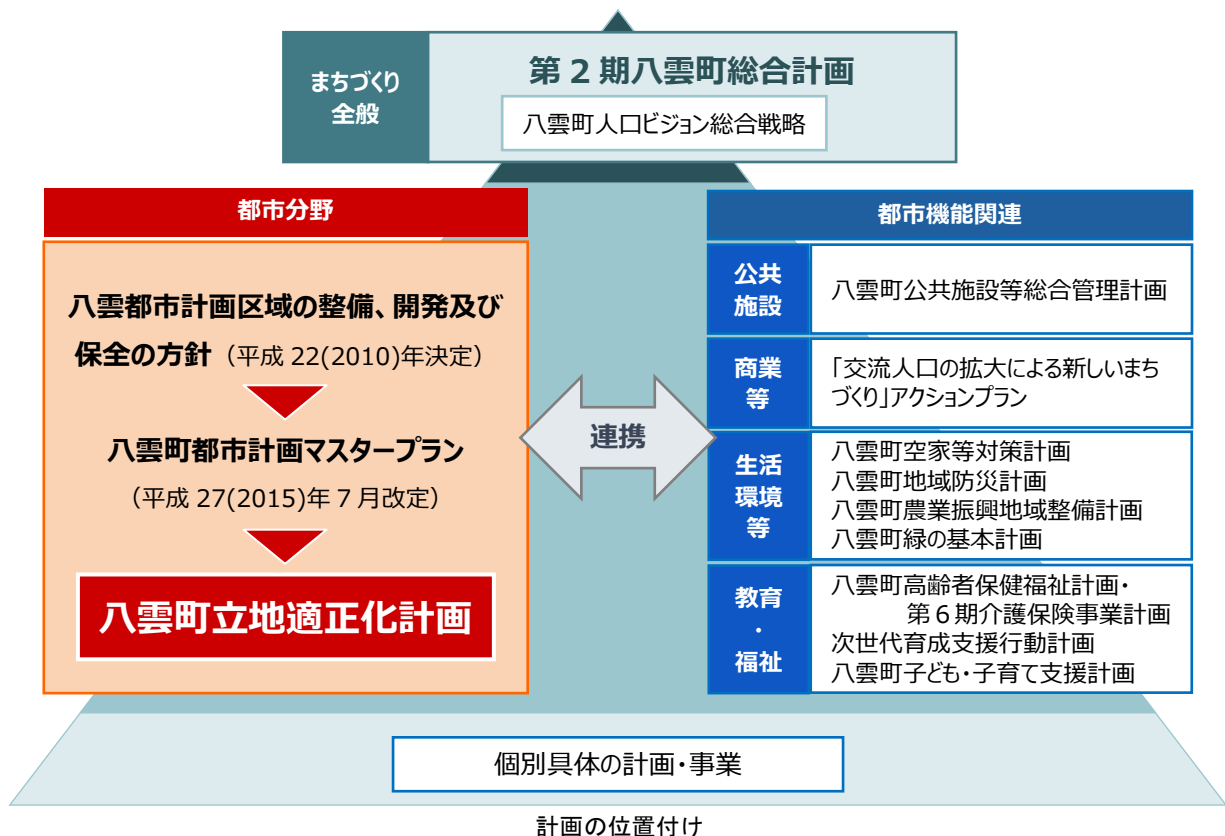 まちづくり
全般
第2期八雲町総合計画
八雲町人口ビジョン総合戦略
都市分野
八雲都市計画区域の整備、開発及び
保全の方針（平成22(2010)年決定）
八雲町都市計画マスタープラン
（平成27(2015)年7月改定）
八雲町立地適正化計画
連携
都市機能関連
公共
施設
八雲町公共施設等総合管理計画
商業
等
「交流人口の拡大による新しいまち
づくり」アクションプラン
生活
環境
等
八雲町空家等対策計画
八雲町地域防災計画
八雲町農業振興地域整備計画
八雲町緑の基本計画
教育
・
福祉
八雲町高齢者保健福祉計画・
第6期介護保険事業計画
次世代育成支援行動計画
八雲町子ども・子育て支援計画
個別具体の計画・事業
計画の位置付け